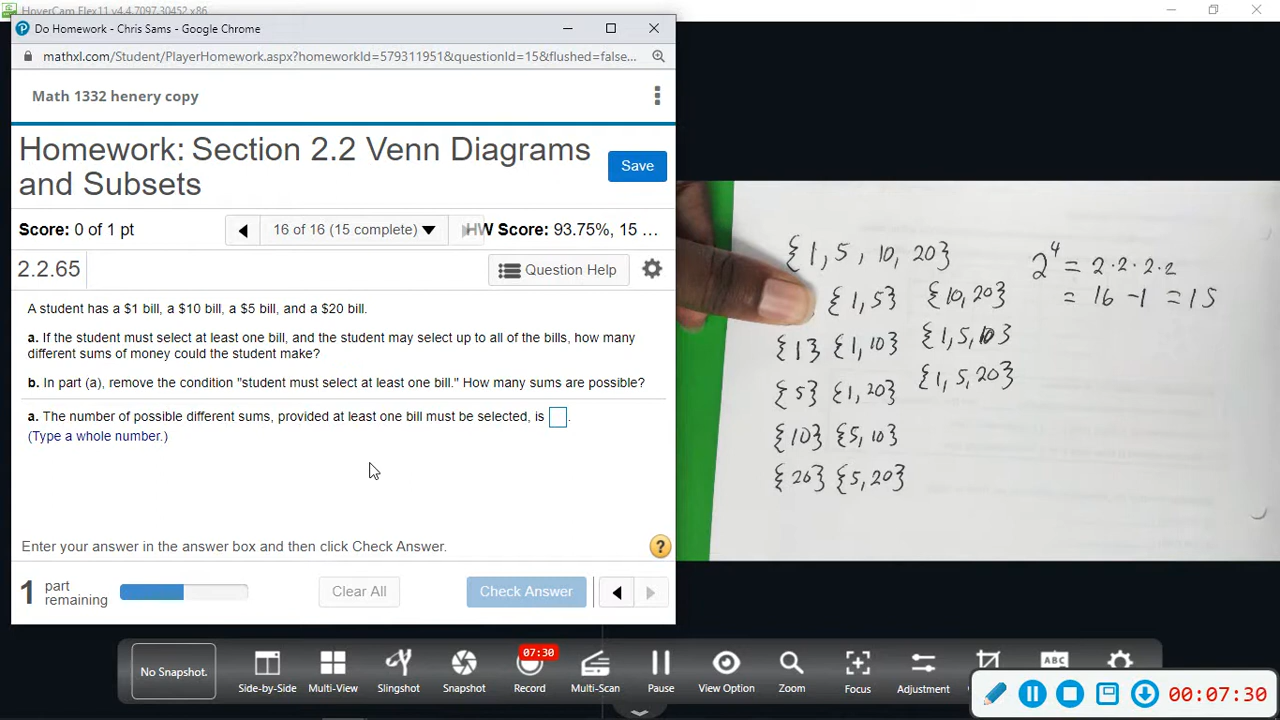 HoverCam Flex11 v4.4.7097-30452 x86
Do Homework - Chris Sams - Google Chrome
mathxl.com/Student/PlayerHomework.aspx?homeworkId=579311951&questionId=15&flushed=false...
Math 1332 henery copy
Homework: Section 2.2 Venn Diagrams
and Subsets
Save
Score: 0 of 1 pt
16 of 16 (15 complete)
HW Score: 93.75%, 15 ...
2.2.65
Question Help
A student has a $1 bill, a $10 bill, a $5 bill, and a $20 bill.
a. If the student must select at least one bill, and the student may select up to all of the bills, how many
different sums of money could the student make?
b. In part (a), remove the condition "student must select at least one bill." How many sums are possible?
a. The number of possible different sums, provided at least one bill must be selected, is .
(Type a whole number.)
Enter your answer in the answer box and then click Check Answer.
?
1 part
remaining
Clear All
Check Answer
{1, 5, 10, 20}
{1,5} {10,20}
{1} {1,10} {1,5,10}
{5} {1,20} {1,5,20}
{10} {5,10}
{20} {5,20}
2⁴ = 2·2·2·2
= 16 -1 = 15
No Snapshot.
Side-by-Side
Multi-View
Slingshot
Snapshot
07:30
Record
Multi-Scan
Pause
View Option
Zoom
Focus
Adjustment
ABC
00:07:30